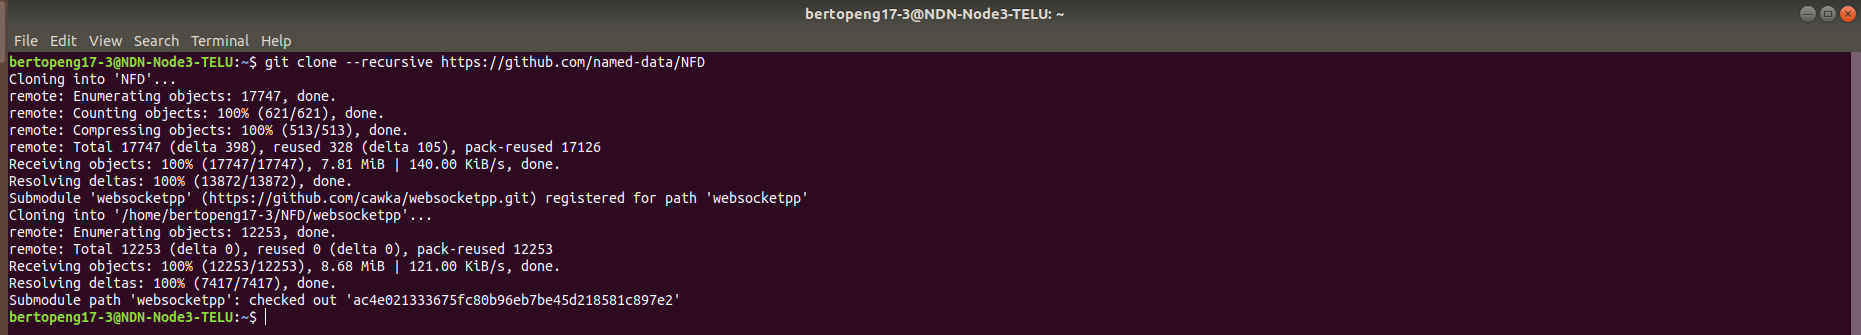 bertopeng17-3@NDN-Node3-TELU: ~
File Edit View Search Terminal Help
bertopeng17-3@NDN-Node3-TELU:~$ git clone --recursive https://github.com/named-data/NFD
Cloning into 'NFD'...
remote: Enumerating objects: 17747, done.
remote: Counting objects: 100% (621/621), done.
remote: Compressing objects: 100% (513/513), done.
remote: Total 17747 (delta 398), reused 328 (delta 105), pack-reused 17126
Receiving objects: 100% (17747/17747), 7.81 MiB | 140.00 KiB/s, done.
Resolving deltas: 100% (13872/13872), done.
Submodule 'websocketpp' (https://github.com/cawka/websocketpp.git) registered for path 'websocketpp'
Cloning into '/home/bertopeng17-3/NFD/websocketpp'...
remote: Enumerating objects: 12253, done.
remote: Total 12253 (delta 0), reused 0 (delta 0), pack-reused 12253
Receiving objects: 100% (12253/12253), 8.68 MiB | 121.00 KiB/s, done.
Resolving deltas: 100% (7417/7417), done.
Submodule path 'websocketpp': checked out 'ac4e021333675fc80b96eb7be45d218581c897e2'
bertopeng17-3@NDN-Node3-TELU:~$